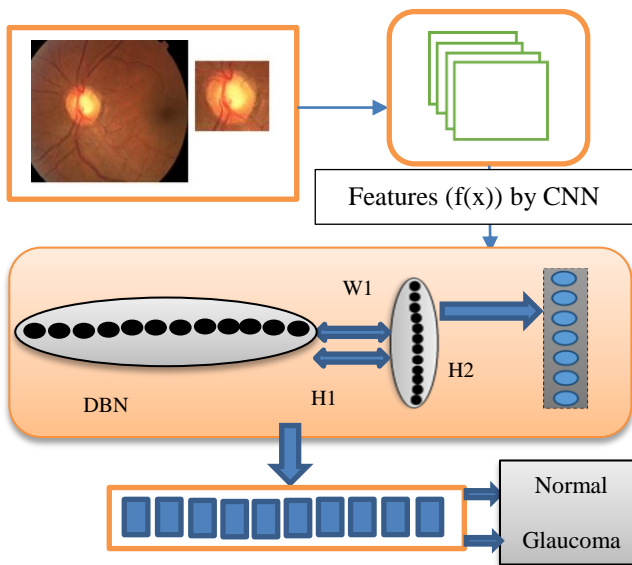 Features (f(x)) by CNN
W1
H2
H1
DBN
Normal
Glaucoma